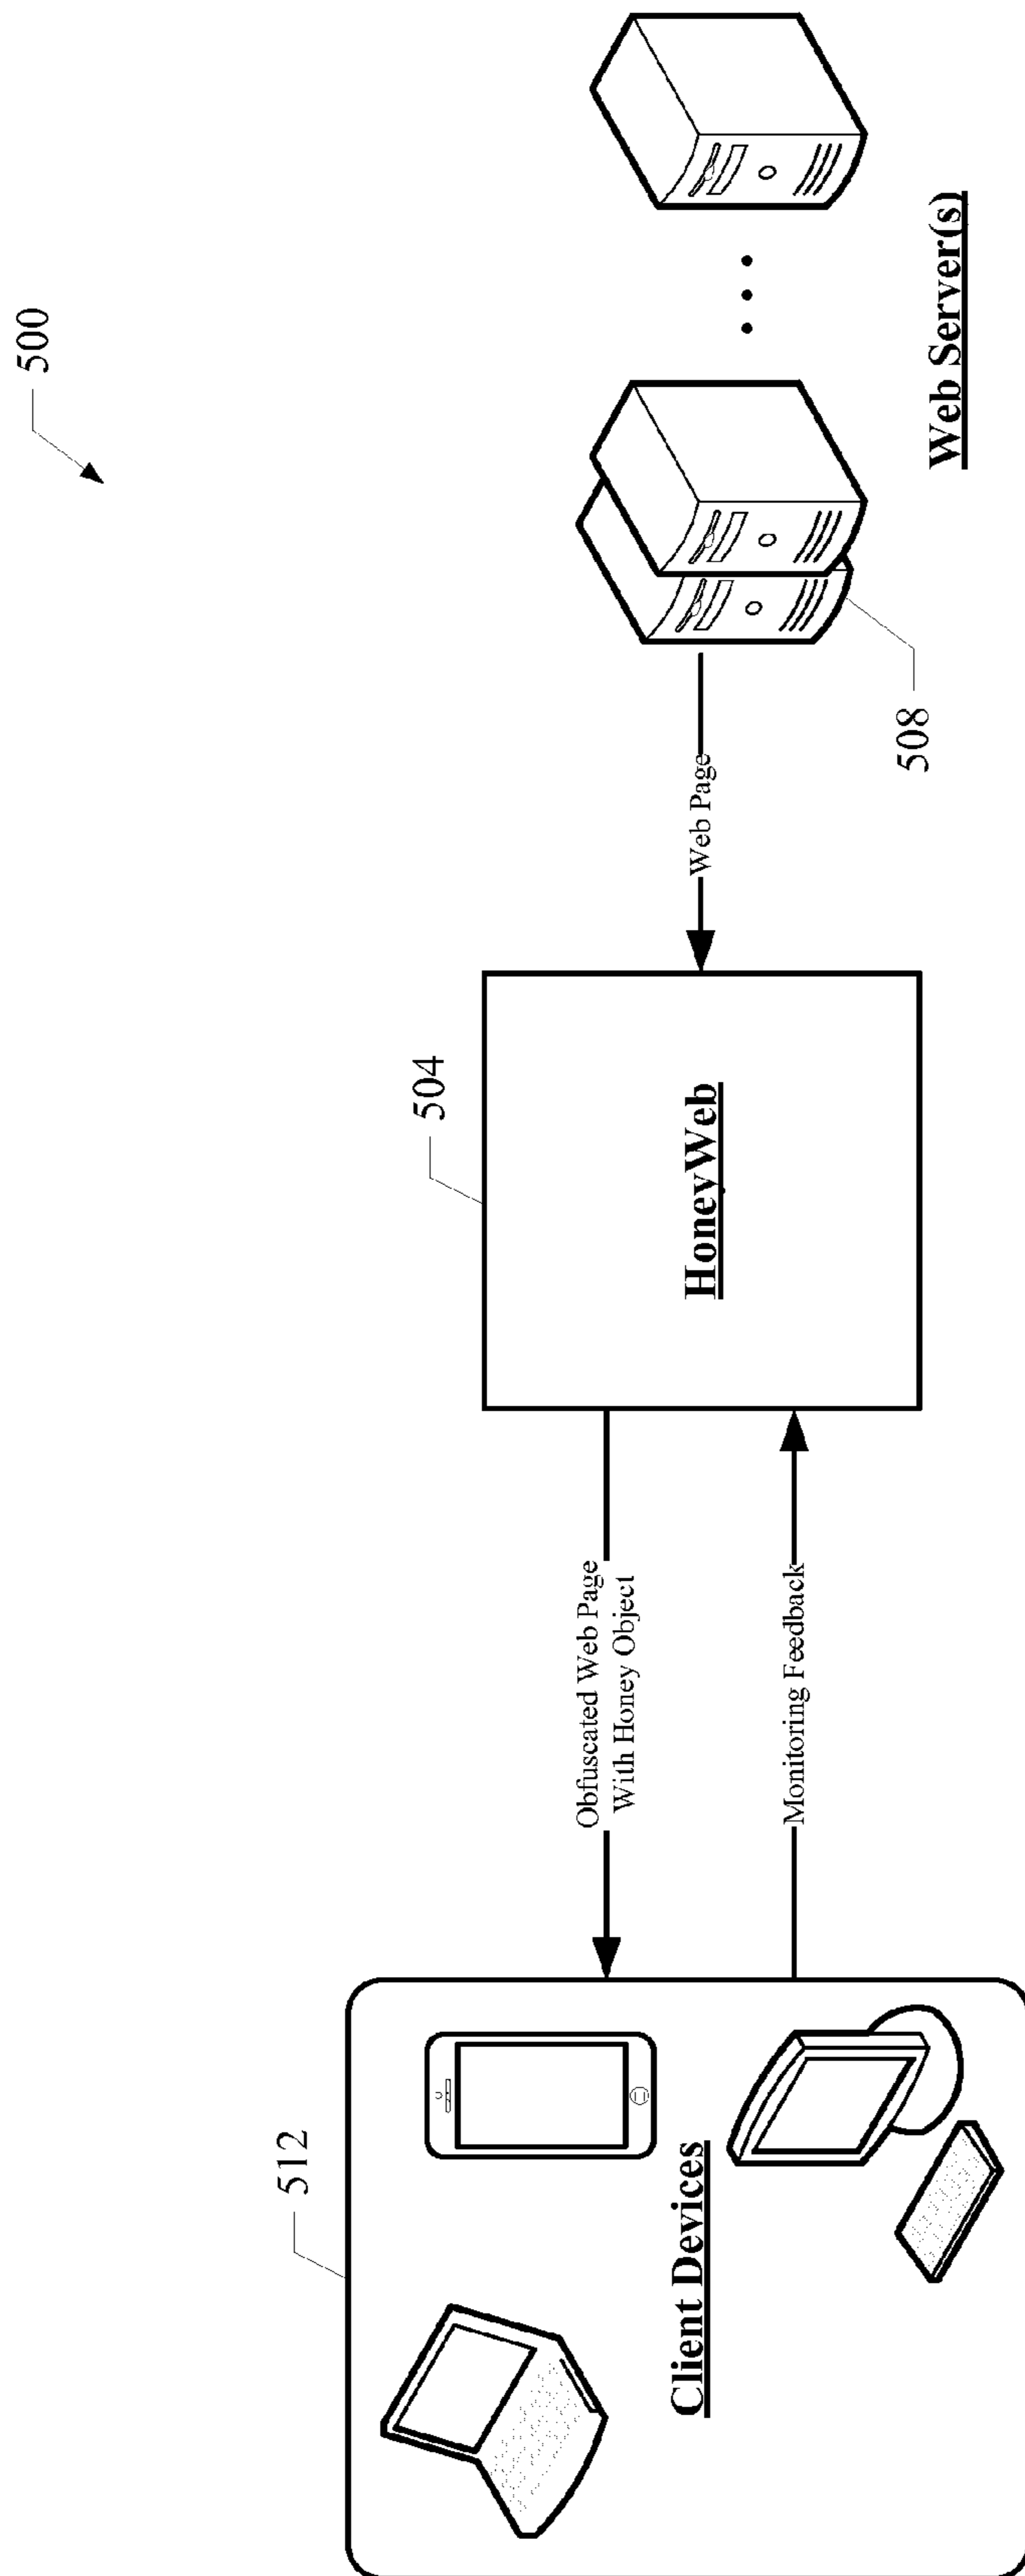 500
512
504
Obfuscated Web Page
With Honey Object
Web Page
HoneyWeb
Client Devices
Monitoring Feedback
508
Web Server(s)